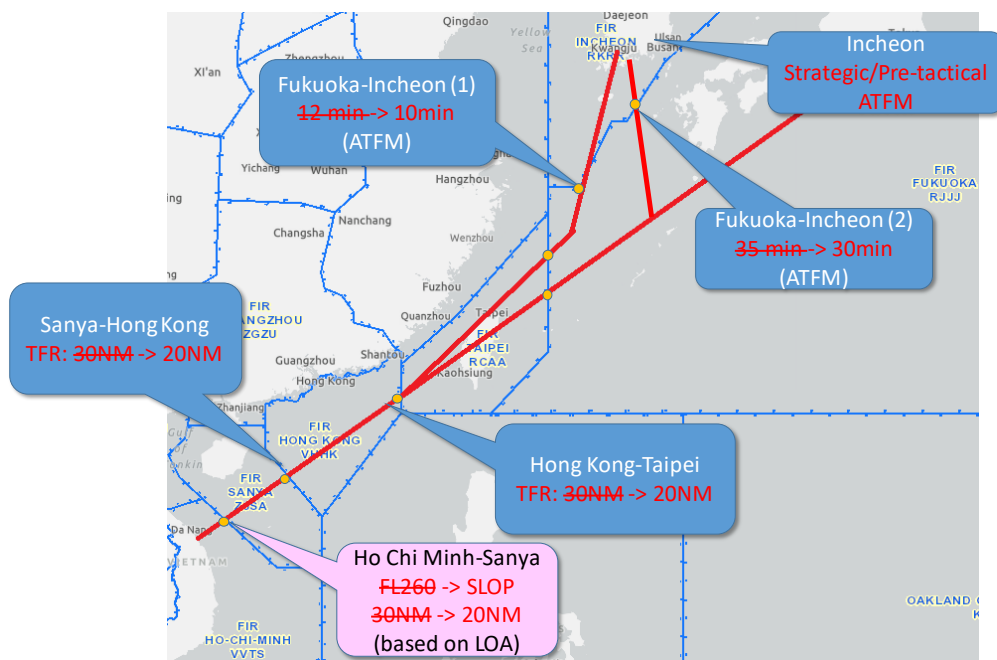 Qingdao
Daejeon
Yellow
Sea
FIR
INCHEON
RKRR
Kwangju
Ulsan
Busan
Zhengzhou
Xi'an
Incheon
Strategic/Pre-tactical
ATFM
Fukuoka-Incheon (1)
12 min -> 10min
(ATFM)
Yichang
Wuhan
Hangzhou
FIR
FUKUOKA
RJJJ
Nanchang
Changsha
Wenzhou
Fukuoka-Incheon (2)
35 min -> 30min
(ATFM)
Fuzhou
Sanya-Hong Kong
TFR: 30NM -> 20NM
FIR
ANGZHOU
ZGZU
Quanzhou
Taipei
FIR
TAIPEI
RCAA
Guangzhou
Shantou
Kaohsiung
Hong Kong
Zhanjiang
Gulf
of
FIR
HONG KONG
VHHK
Hong Kong-Taipei
TFR: 30NM -> 20NM
FIR
SANYA
ZJSA
Da Nang
VIETNAM
Ho Chi Minh-Sanya
FL260 -> SLOP
30NM -> 20NM
(based on LOA)
OAKLAND
FIR
HO-CHI-MINH
VVTS